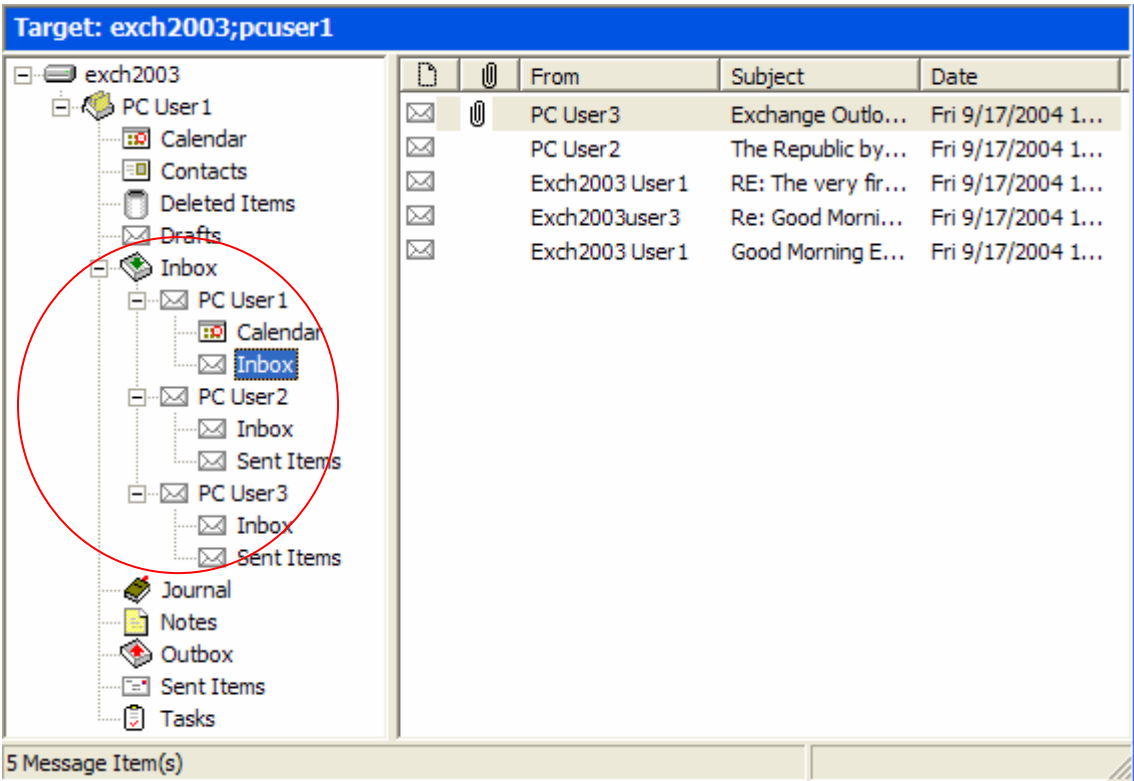 Target: exch2003;pcuser1
exch2003
PC User1
Calendar
Contacts
Deleted Items
Drafts
Inbox
PC User1
Calendar
Inbox
PC User2
Inbox
Sent Items
PC User3
Inbox
Sent Items
Journal
Notes
Outbox
Sent Items
Tasks
From Subject Date
PC User3 Exchange Outlo... Fri 9/17/2004 1...
PC User2 The Republic by... Fri 9/17/2004 1...
Exch2003 User1 RE: The very fir... Fri 9/17/2004 1...
Exch2003user3 Re: Good Morni... Fri 9/17/2004 1...
Exch2003 User1 Good Morning E... Fri 9/17/2004 1...
5 Message Item(s)